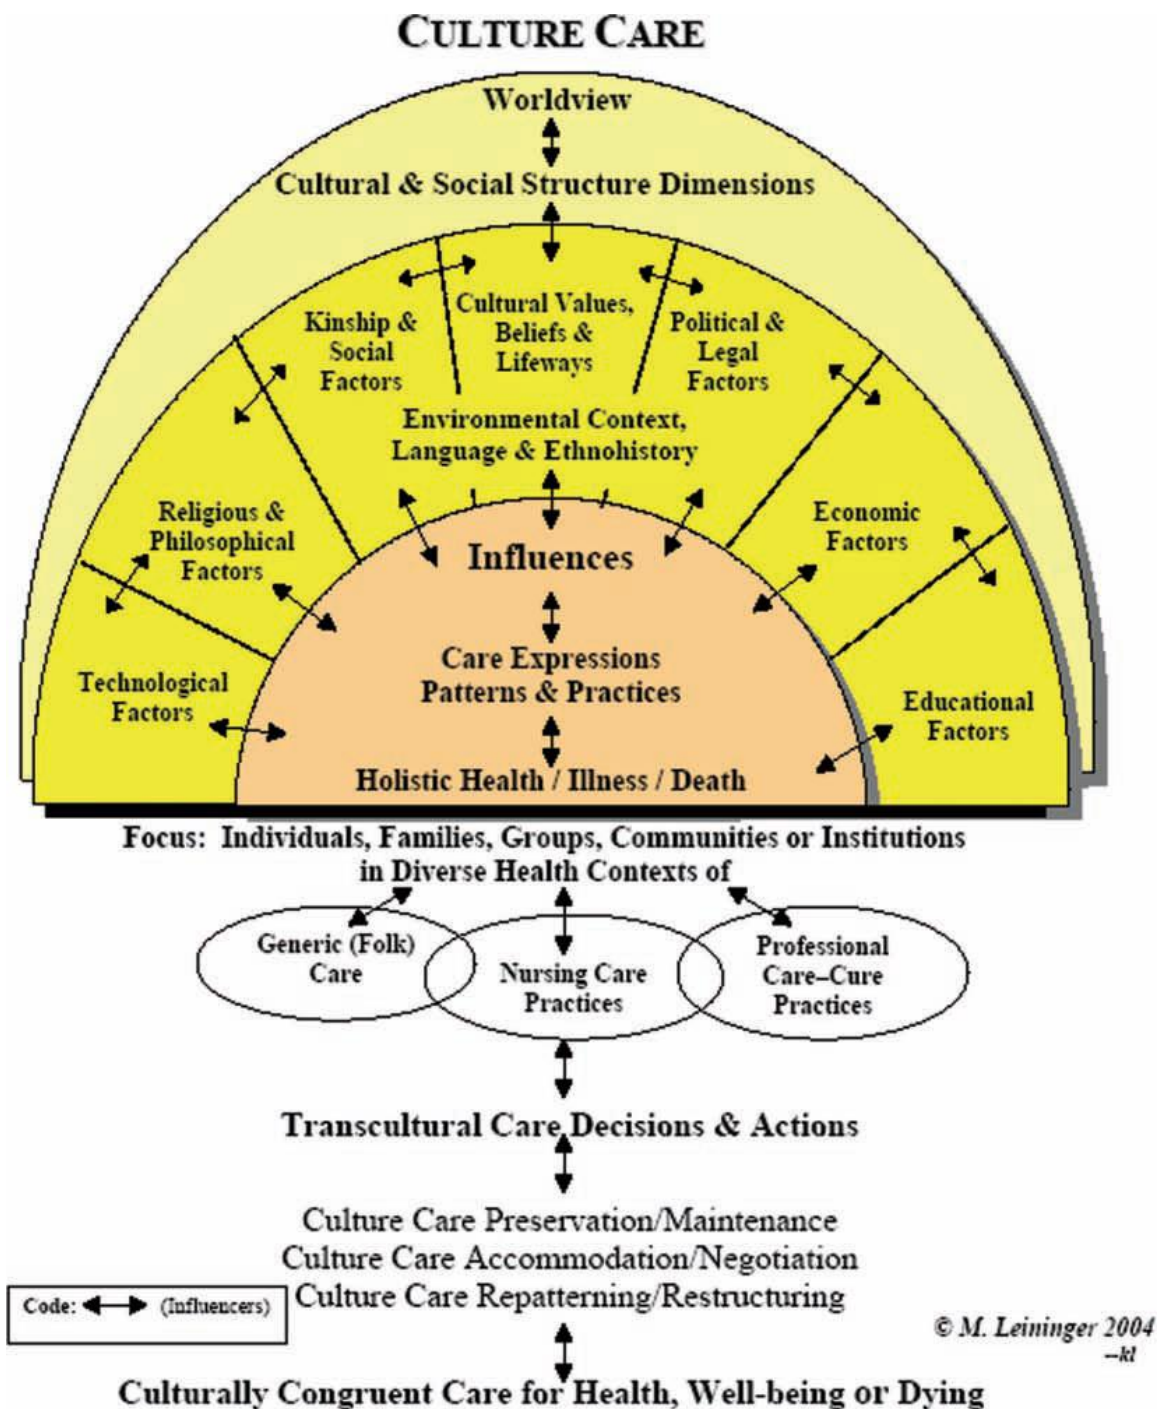 CULTURE CARE
Worldview
Cultural & Social Structure Dimensions
Kinship &
Social
Factors
Cultural Values,
Beliefs &
Lifeways
Political &
Legal
Factors
Environmental Context,
Language & Ethnohistory
Religious &
Philosophical
Factors
Economic
Factors
Technological
Factors
Educational
Factors
Influences
Care Expressions
Patterns & Practices
Holistic Health / Illness / Death
Focus: Individuals, Families, Groups, Communities or Institutions
in Diverse Health Contexts of
Generic (Folk)
Care
Nursing Care
Practices
Professional
Care–Cure
Practices
Transcultural Care Decisions & Actions
Culture Care Preservation/Maintenance
Culture Care Accommodation/Negotiation
Culture Care Repatterning/Restructuring
Code: (Influencers)
© M. Leininger 2004
--kl
Culturally Congruent Care for Health, Well-being or Dying